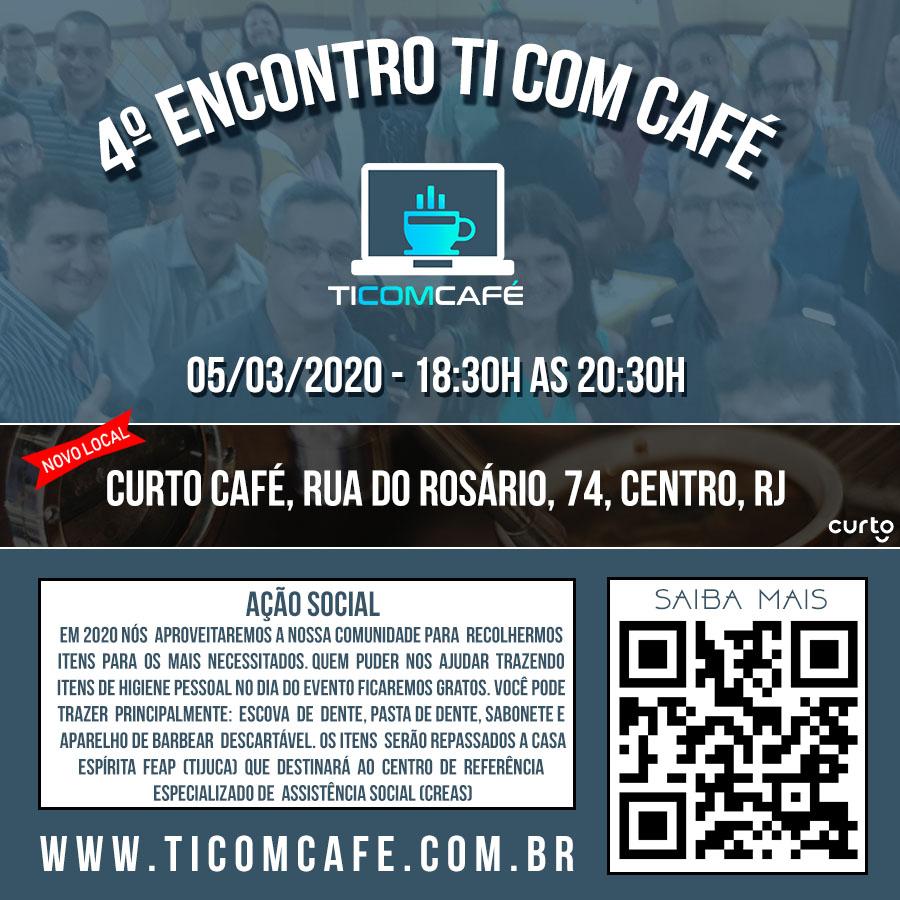 4º ENCONTRO TI COM CAFÉ
TICOMCAFÉ
05/03/2020 - 18:30H AS 20:30H
NOVO LOCAL
CURTO CAFÉ, RUA DO ROSÁRIO, 74, CENTRO, RJ
curto
AÇÃO SOCIAL
EM 2020 NÓS APROVEITAREMOS A NOSSA COMUNIDADE PARA RECOLHERMOS
ITENS PARA OS MAIS NECESSITADOS. QUEM PUDER NOS AJUDAR TRAZENDO
ITENS DE HIGIENE PESSOAL NO DIA DO EVENTO FICAREMOS GRATOS. VOCÊ PODE
TRAZER PRINCIPALMENTE: ESCOVA DE DENTE, PASTA DE DENTE, SABONETE E
APARELHO DE BARBEAR DESCARTÁVEL. OS ITENS SERÃO REPASSADOS A CASA
ESPÍRITA FEAP (TIJUCA) QUE DESTINARÁ AO CENTRO DE REFERÊNCIA
ESPECIALIZADO DE ASSISTÊNCIA SOCIAL (CREAS)
SAIBA MAIS
WWW.TICOMCAFE.COM.BR